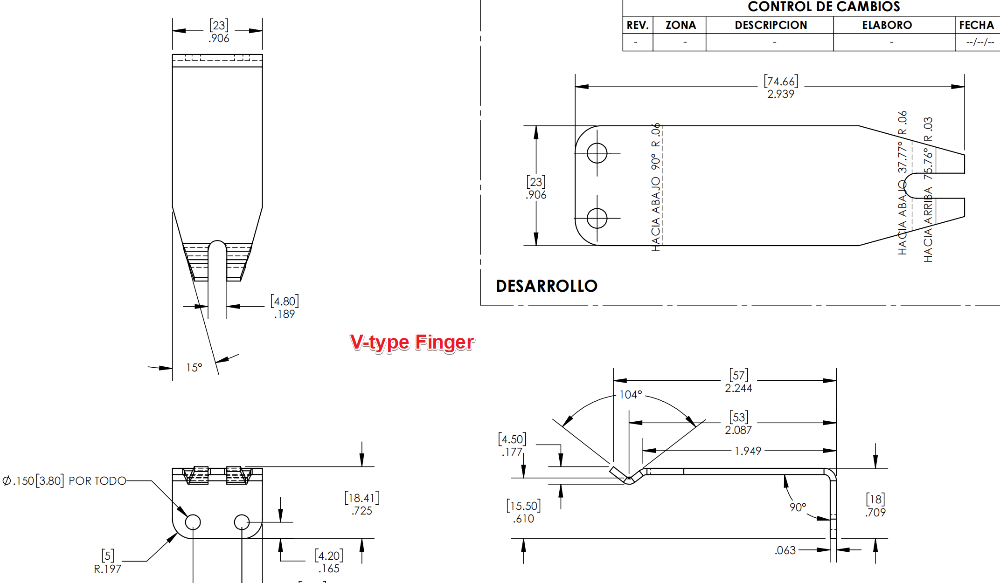 CONTROL DE CAMBIOS
REV. ZONA DESCRIPCION ELABORO FECHA
- - - - --/--/--
[23]
.906
[74.66]
2.939
[23]
.906
HACIA ABAJO 90° R .06
HACIA ABAJO 37.77° R .06
HACIA ARRIBA 75.76° R .03
DESARROLLO
[4.80]
.189
15°
V-type Finger
[57]
2.244
104°
[53]
2.087
[4.50]
.177
1.949
[15.50]
.610
90°
[18]
.709
.063
Ø.150[3.80] POR TODO
[18.41]
.725
[5]
R.197
[4.20]
.165